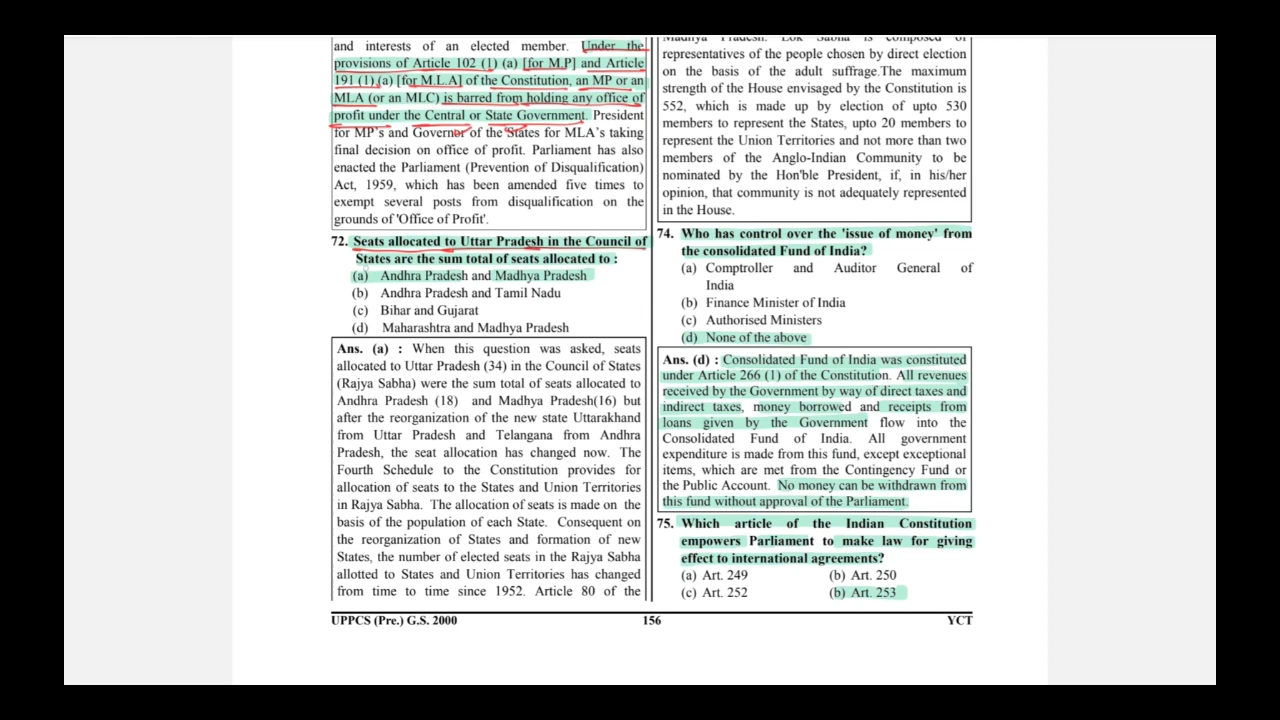 and interests of an elected member. Under the
provisions of Article 102 (1) (a) [for M.P] and Article
191 (1) (a) [for M.L.A] of the Constitution, an MP or an
MLA (or an MLC) is barred from holding any office of
profit under the Central or State Government. President
for MP's and Governor of the States for MLA's taking
final decision on office of profit. Parliament has also
enacted the Parliament (Prevention of Disqualification)
Act, 1959, which has been amended five times to
exempt several posts from disqualification on the
grounds of 'Office of Profit'.
72. Seats allocated to Uttar Pradesh in the Council of
States are the sum total of seats allocated to :
(a) Andhra Pradesh and Madhya Pradesh
(b) Andhra Pradesh and Tamil Nadu
(c) Bihar and Gujarat
(d) Maharashtra and Madhya Pradesh
Ans. (a) : When this question was asked, seats
allocated to Uttar Pradesh (34) in the Council of States
(Rajya Sabha) were the sum total of seats allocated to
Andhra Pradesh (18) and Madhya Pradesh(16) but
after the reorganization of the new state Uttarakhand
from Uttar Pradesh and Telangana from Andhra
Pradesh, the seat allocation has changed now. The
Fourth Schedule to the Constitution provides for
allocation of seats to the States and Union Territories
in Rajya Sabha. The allocation of seats is made on the
basis of the population of each State. Consequent on
the reorganization of States and formation of new
States, the number of elected seats in the Rajya Sabha
allotted to States and Union Territories has changed
from time to time since 1952. Article 80 of the
Madhya Pradesh. Lok Sabha is composed of
representatives of the people chosen by direct election
on the basis of the adult suffrage.The maximum
strength of the House envisaged by the Constitution is
552, which is made up by election of upto 530
members to represent the States, upto 20 members to
represent the Union Territories and not more than two
members of the Anglo-Indian Community to be
nominated by the Hon'ble President, if, in his/her
opinion, that community is not adequately represented
in the House.
74. Who has control over the 'issue of money' from
the consolidated Fund of India?
(a) Comptroller and Auditor General of
India
(b) Finance Minister of India
(c) Authorised Ministers
(d) None of the above
Ans. (d) : Consolidated Fund of India was constituted
under Article 266 (1) of the Constitution. All revenues
received by the Government by way of direct taxes and
indirect taxes, money borrowed and receipts from
loans given by the Government flow into the
Consolidated Fund of India. All government
expenditure is made from this fund, except exceptional
items, which are met from the Contingency Fund or
the Public Account. No money can be withdrawn from
this fund without approval of the Parliament.
75. Which article of the Indian Constitution
empowers Parliament to make law for giving
effect to international agreements?
(a) Art. 249 (b) Art. 250
(c) Art. 252 (b) Art. 253
UPPCS (Pre.) G.S. 2000 156 YCT